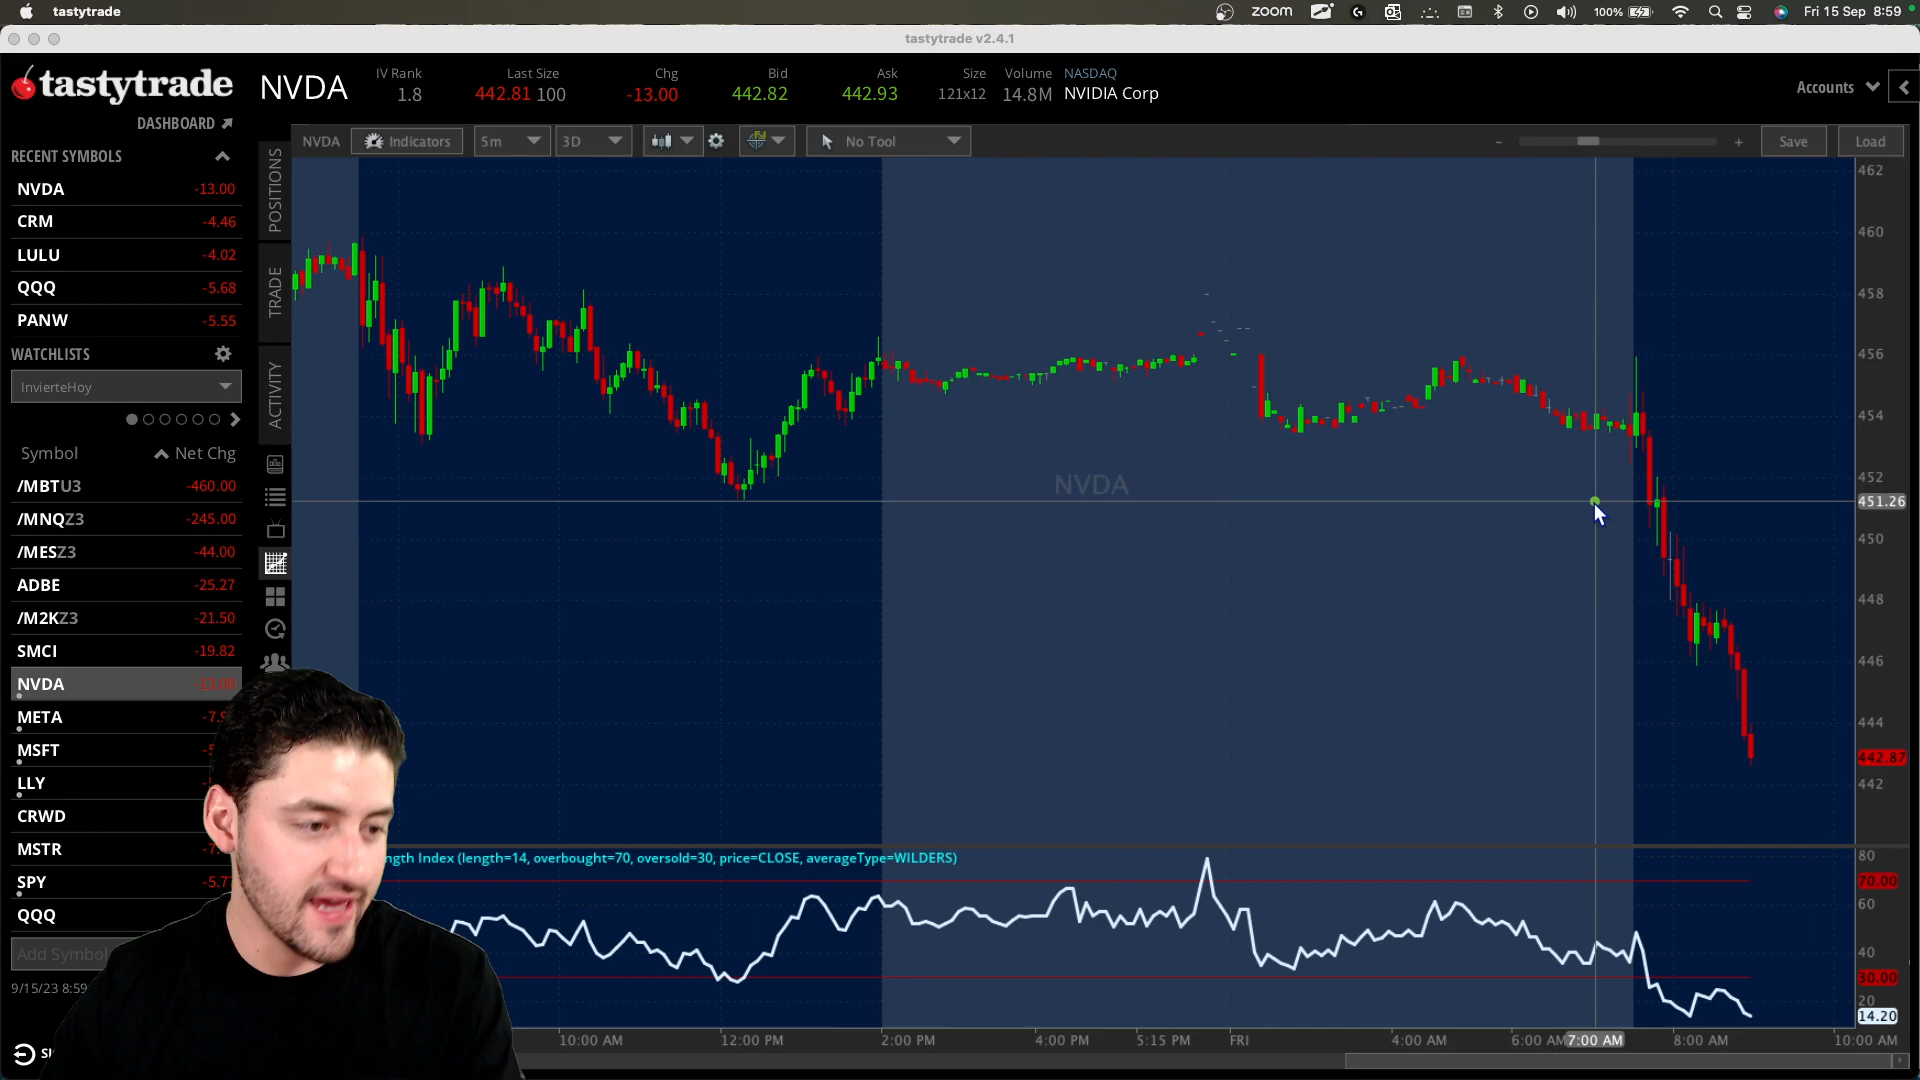 tastytrade
zoom
100%
Fri 15 Sep 8:59
tastytrade v2.4.1
tastytrade
DASHBOARD
NVDA
IV Rank
1.8
Last Size
442.81 100
Chg
-13.00
Bid
442.82
Ask
442.93
Size
121x12
Volume
14.8M
NASDAQ
NVIDIA Corp
Accounts
NVDA
Indicators
5m
3D
No Tool
-
+
Save
Load
RECENT SYMBOLS
NVDA -13.00
CRM -4.46
LULU -4.02
QQQ -5.68
PANW -5.55
WATCHLISTS
InvierteHoy
Symbol Net Chg
/MBTU3 -460.00
/MNQZ3 -245.00
/MESZ3 -44.00
ADBE -25.27
/M2KZ3 -21.50
SMCI -19.82
NVDA -13.00
META
MSFT
LLY
CRWD
MSTR
SPY
QQQ
Add Symbol
9/15/23 8:59
POSITIONS
TRADE
ACTIVITY
NVDA
462
460
458
456
454
452
451.26
450
448
446
444
442.87
442
ngth Index (length=14, overbought=70, oversold=30, price=CLOSE, averageType=WILDERS)
80
70.00
60
40
30.00
20
14.20
10:00 AM
12:00 PM
2:00 PM
4:00 PM
5:15 PM
FRI
4:00 AM
6:00 AM
7:00 AM
8:00 AM
10:00 AM